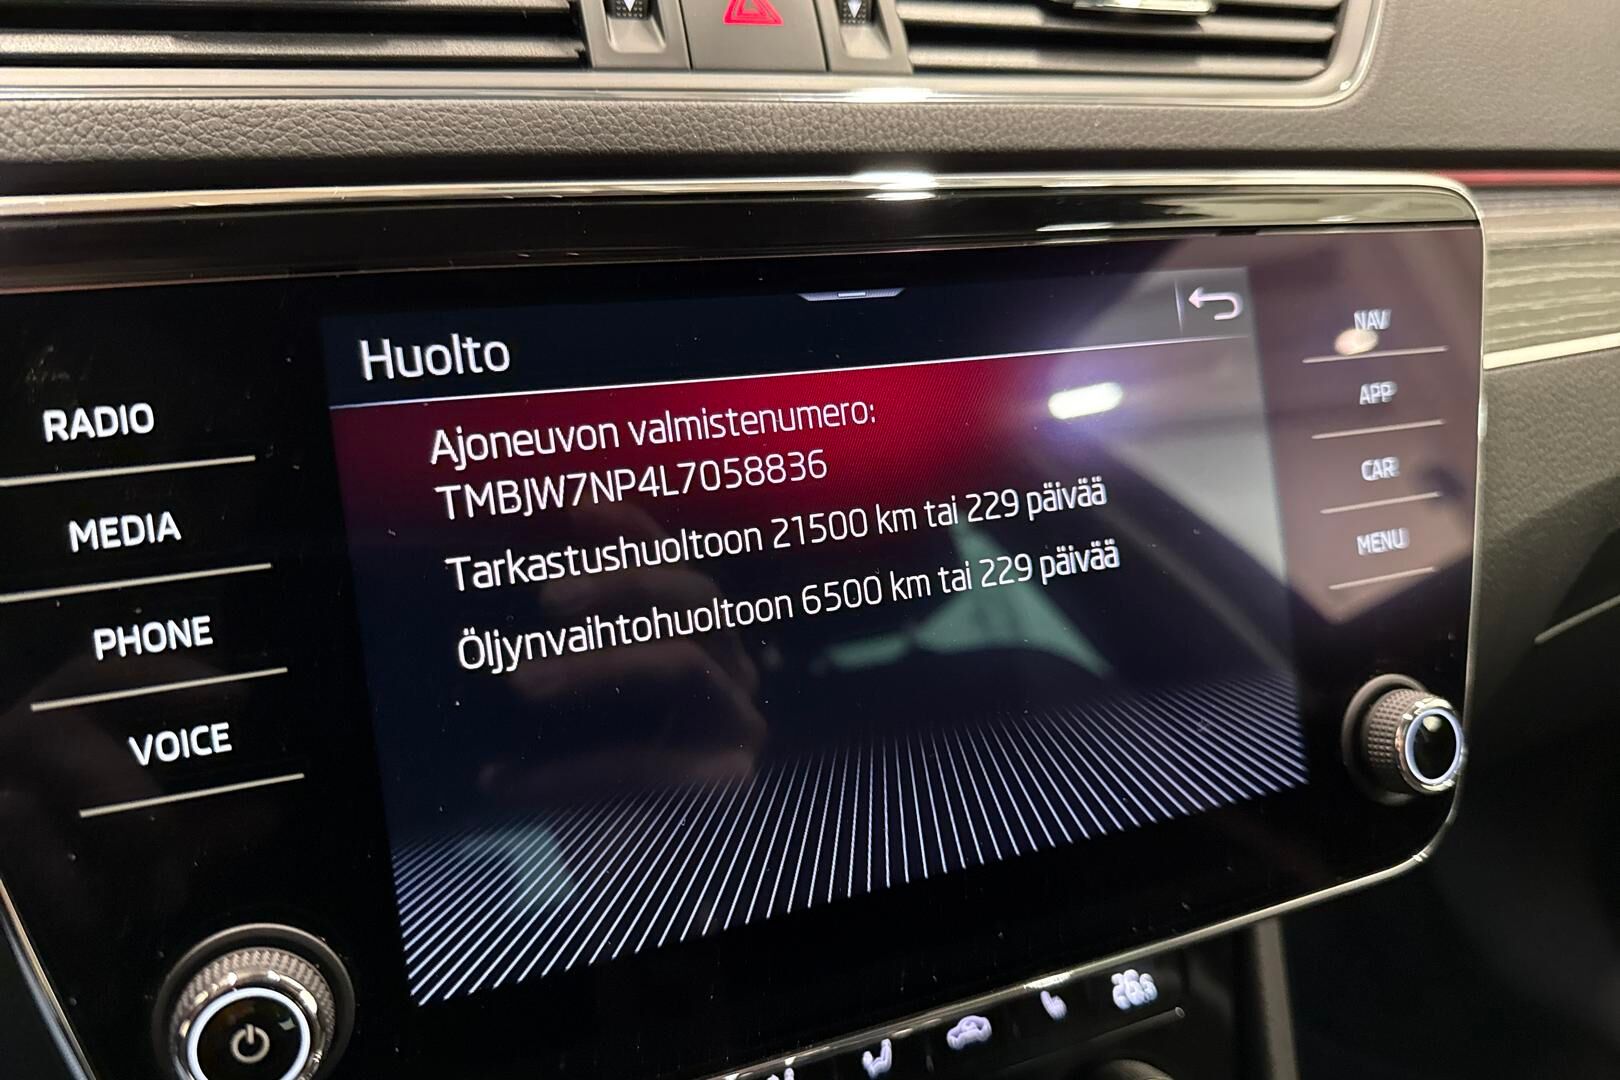 Huolto
Ajoneuvon valmistenumero:
TMBJW7NP4L7058836
Tarkastushuoltoon 21500 km tai 229 päivää
Öljynvaihtohuoltoon 6500 km tai 229 päivää
RADIO
MEDIA
PHONE
VOICE
NAV
APP
CAR
MENU